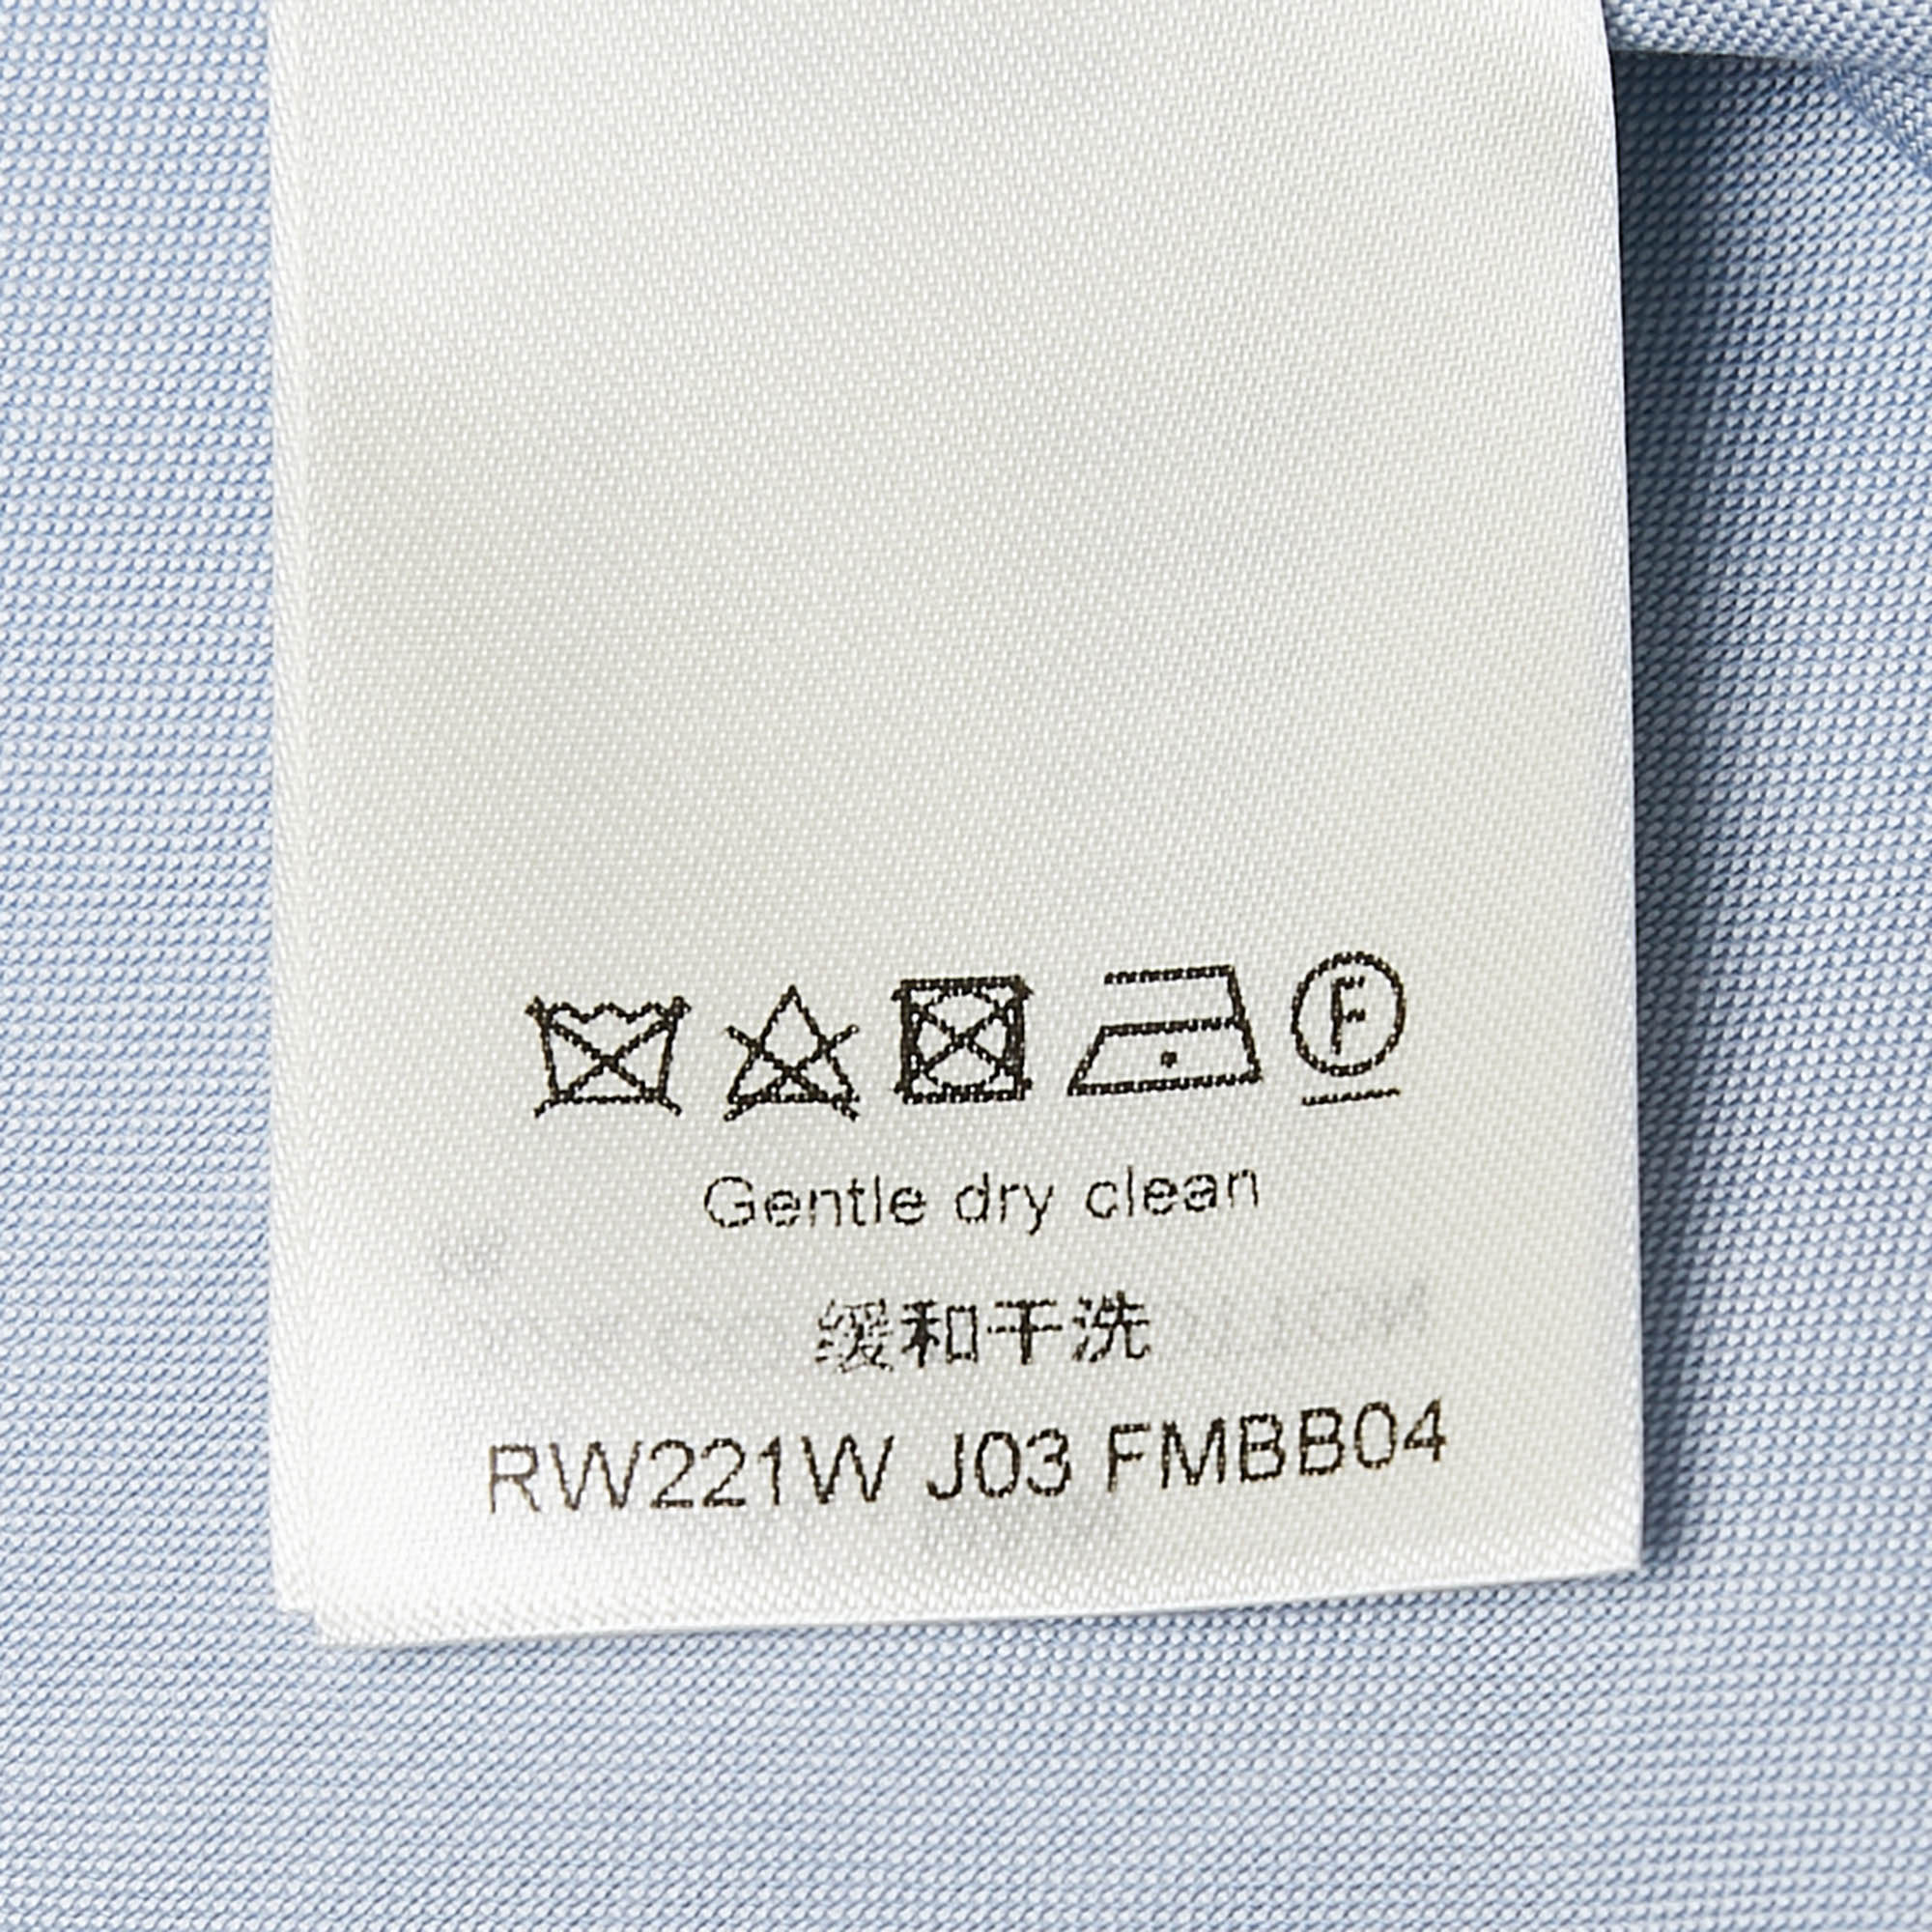 F
Gentle dry clean
缓和干洗
RW221W J03 FMBB04